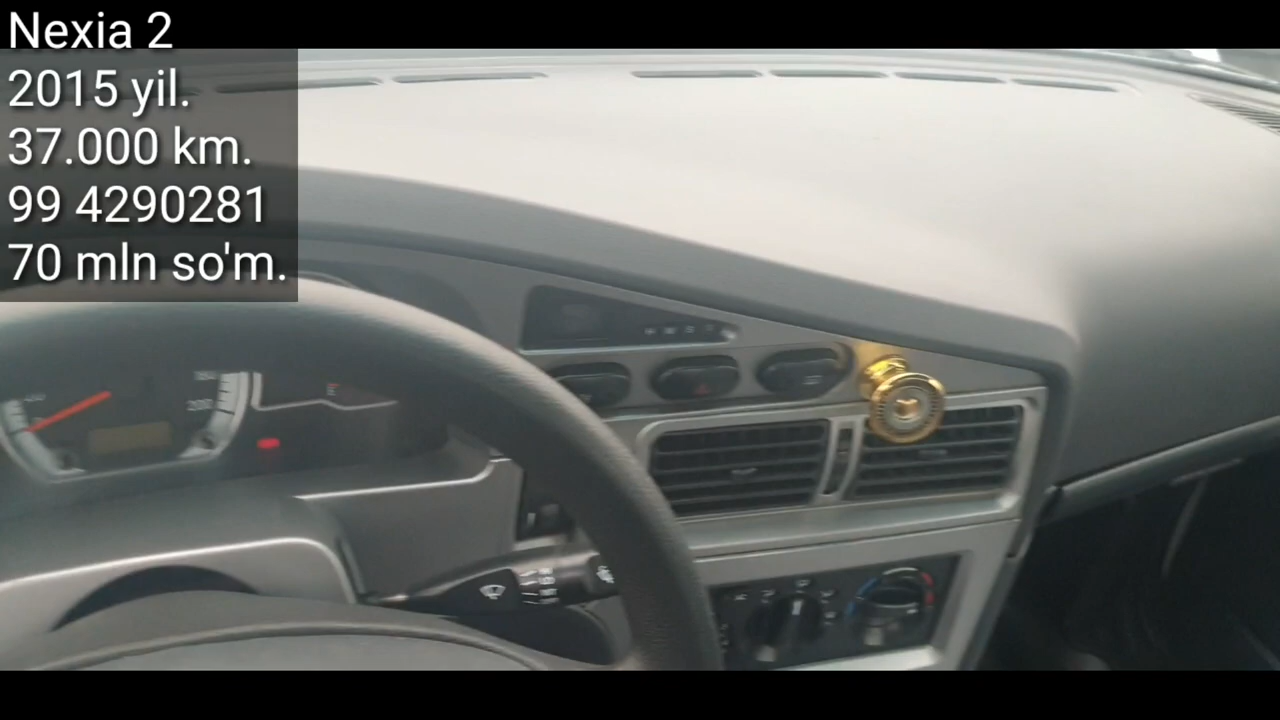 Nexia 2
2015 yil.
37.000 km.
99 4290281
70 mln so'm.